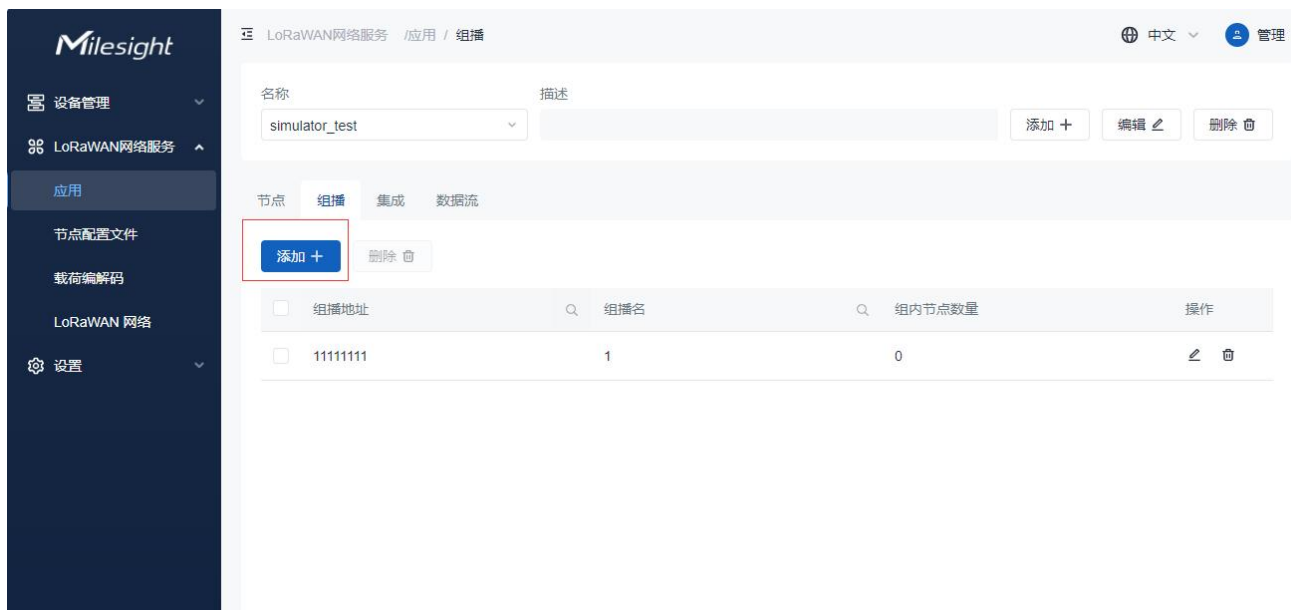 Milesight
LoRaWAN网络服务 /应用 / 组播
中文
管理
设备管理
LoRaWAN网络服务
应用
节点配置文件
载荷编解码
LoRaWAN 网络
设置
名称
描述
simulator_test
添加 +
编辑
删除
节点 组播 集成 数据流
添加 +
删除
组播地址 组播名 组内节点数量 操作
11111111 1 0